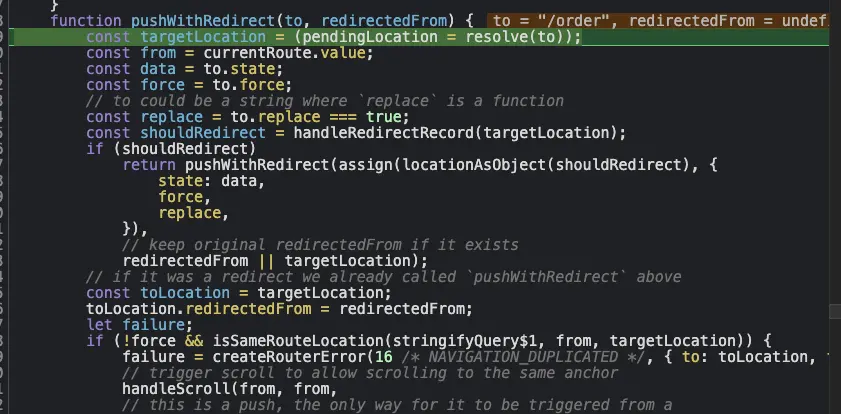 }
function pushWithRedirect(to, redirectedFrom) { to = "/order", redirectedFrom = undef
const targetLocation = (pendingLocation = resolve(to));
const from = currentRoute.value;
const data = to.state;
const force = to.force;
// to could be a string where `replace` is a function
const replace = to.replace === true;
const shouldRedirect = handleRedirectRecord(targetLocation);
if (shouldRedirect)
return pushWithRedirect(assign(locationAsObject(shouldRedirect), {
state: data,
force,
replace,
}),
// keep original redirectedFrom if it exists
redirectedFrom || targetLocation);
// if it was a redirect we already called `pushWithRedirect` above
const toLocation = targetLocation;
toLocation.redirectedFrom = redirectedFrom;
let failure;
if (!force && isSameRouteLocation(stringifyQuery$1, from, targetLocation)) {
failure = createRouterError(16 /* NAVIGATION_DUPLICATED */, { to: toLocation,
// trigger scroll to allow scrolling to the same anchor
handleScroll(from, from,
// this is a push, the only way for it to be triggered from a